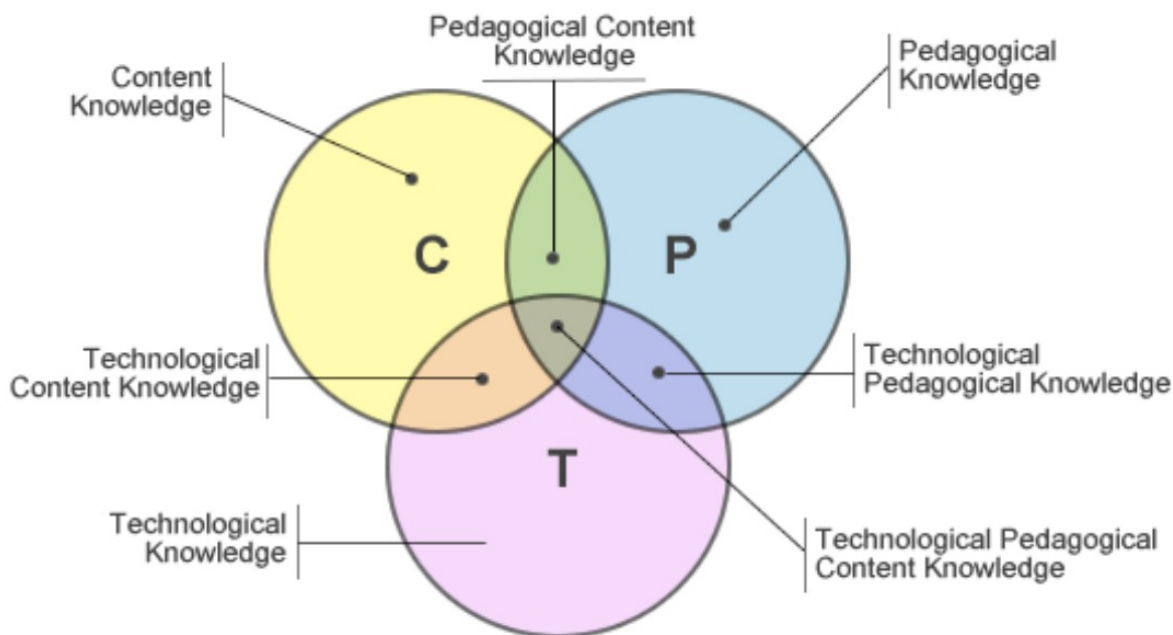 Pedagogical Content
Knowledge
Content
Knowledge
Pedagogical
Knowledge
C
P
Technological
Content Knowledge
Technological
Pedagogical Knowledge
T
Technological
Knowledge
Technological Pedagogical
Content Knowledge